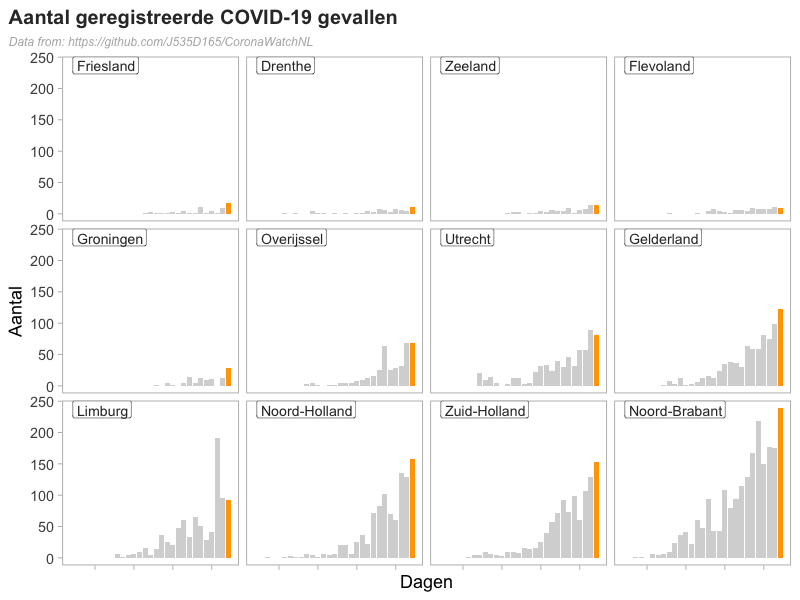 Aantal geregistreerde COVID-19 gevallen
Data from: https://github.com/J535D165/CoronaWatchNL
Friesland Drenthe Zeeland Flevoland
250
200
150
100
50
0
Groningen Overijssel Utrecht Gelderland
250
200
150
100
50
0
Aantal
Limburg Noord-Holland Zuid-Holland Noord-Brabant
250
200
150
100
50
0
Dagen